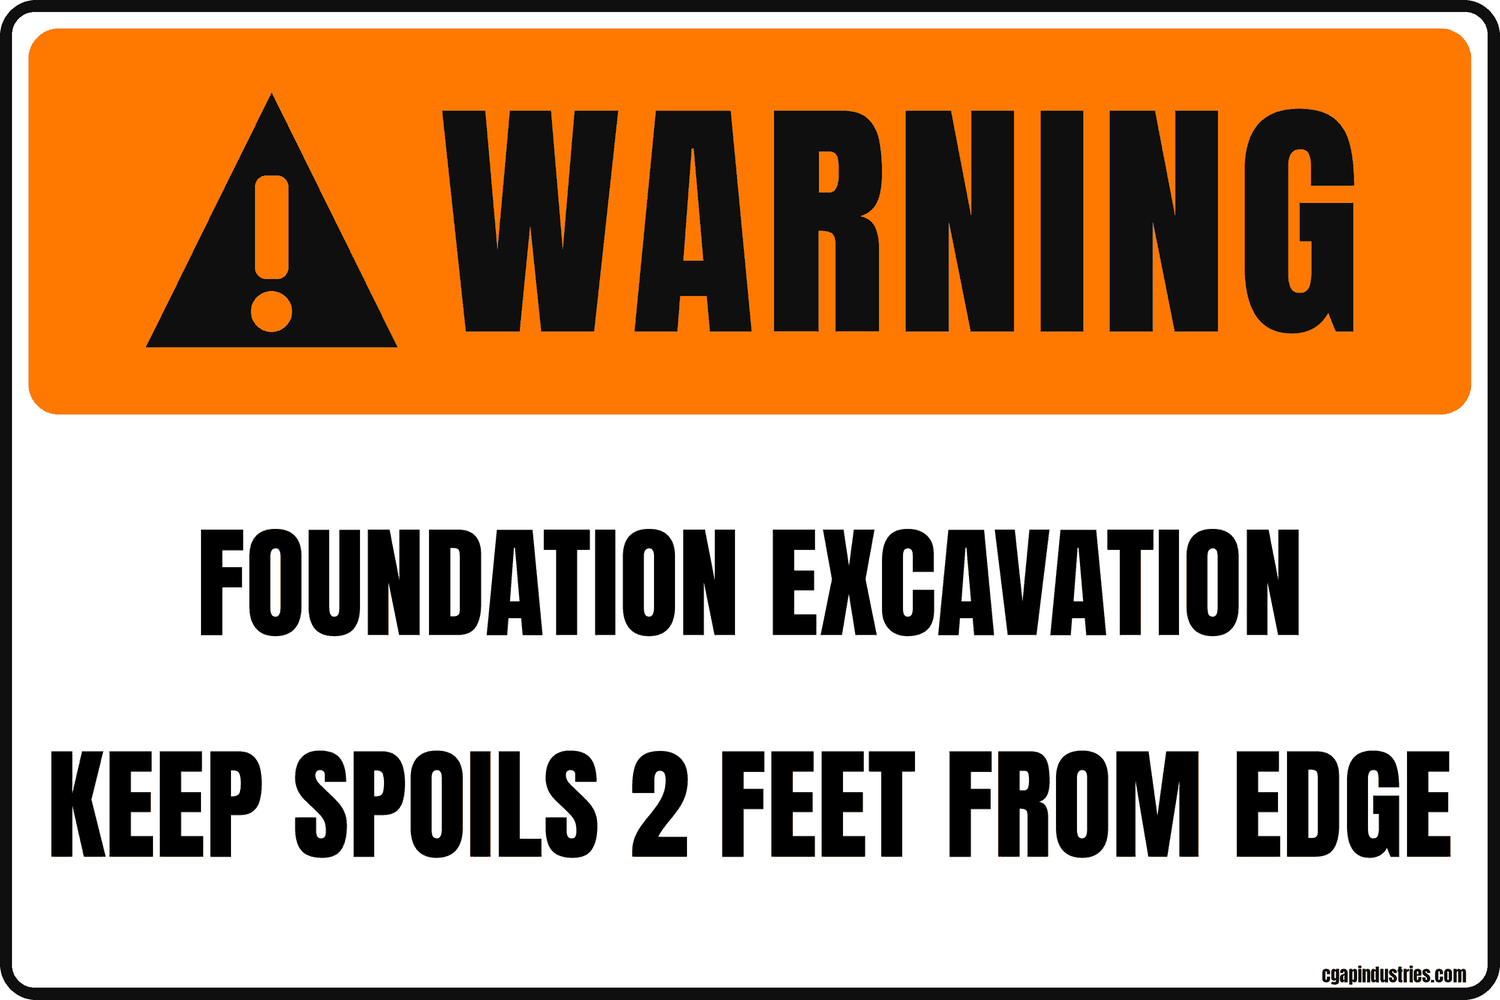 WARNING
FOUNDATION EXCAVATION
KEEP SPOILS 2 FEET FROM EDGE
cgapindustries.com